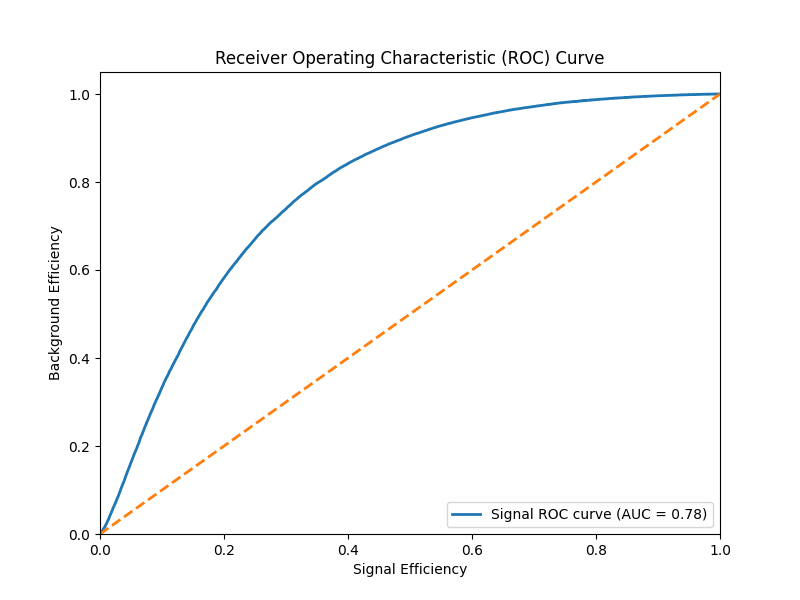 Receiver Operating Characteristic (ROC) Curve
1.0
0.8
0.6
0.4
0.2
0.0
Background Efficiency
Signal ROC curve (AUC = 0.78)
0.0 0.2 0.4 0.6 0.8 1.0
Signal Efficiency